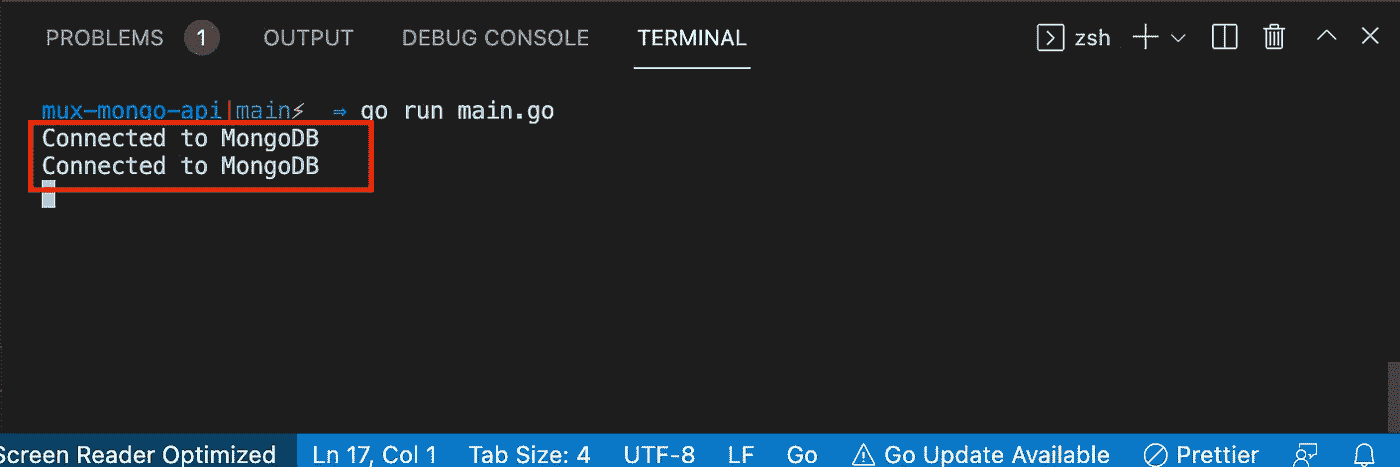 PROBLEMS 1 OUTPUT DEBUG CONSOLE TERMINAL zsh
mux-mongo-api|main⚡ ⇒ go run main.go
Connected to MongoDB
Connected to MongoDB
Screen Reader Optimized Ln 17, Col 1 Tab Size: 4 UTF-8 LF Go Go Update Available Prettier